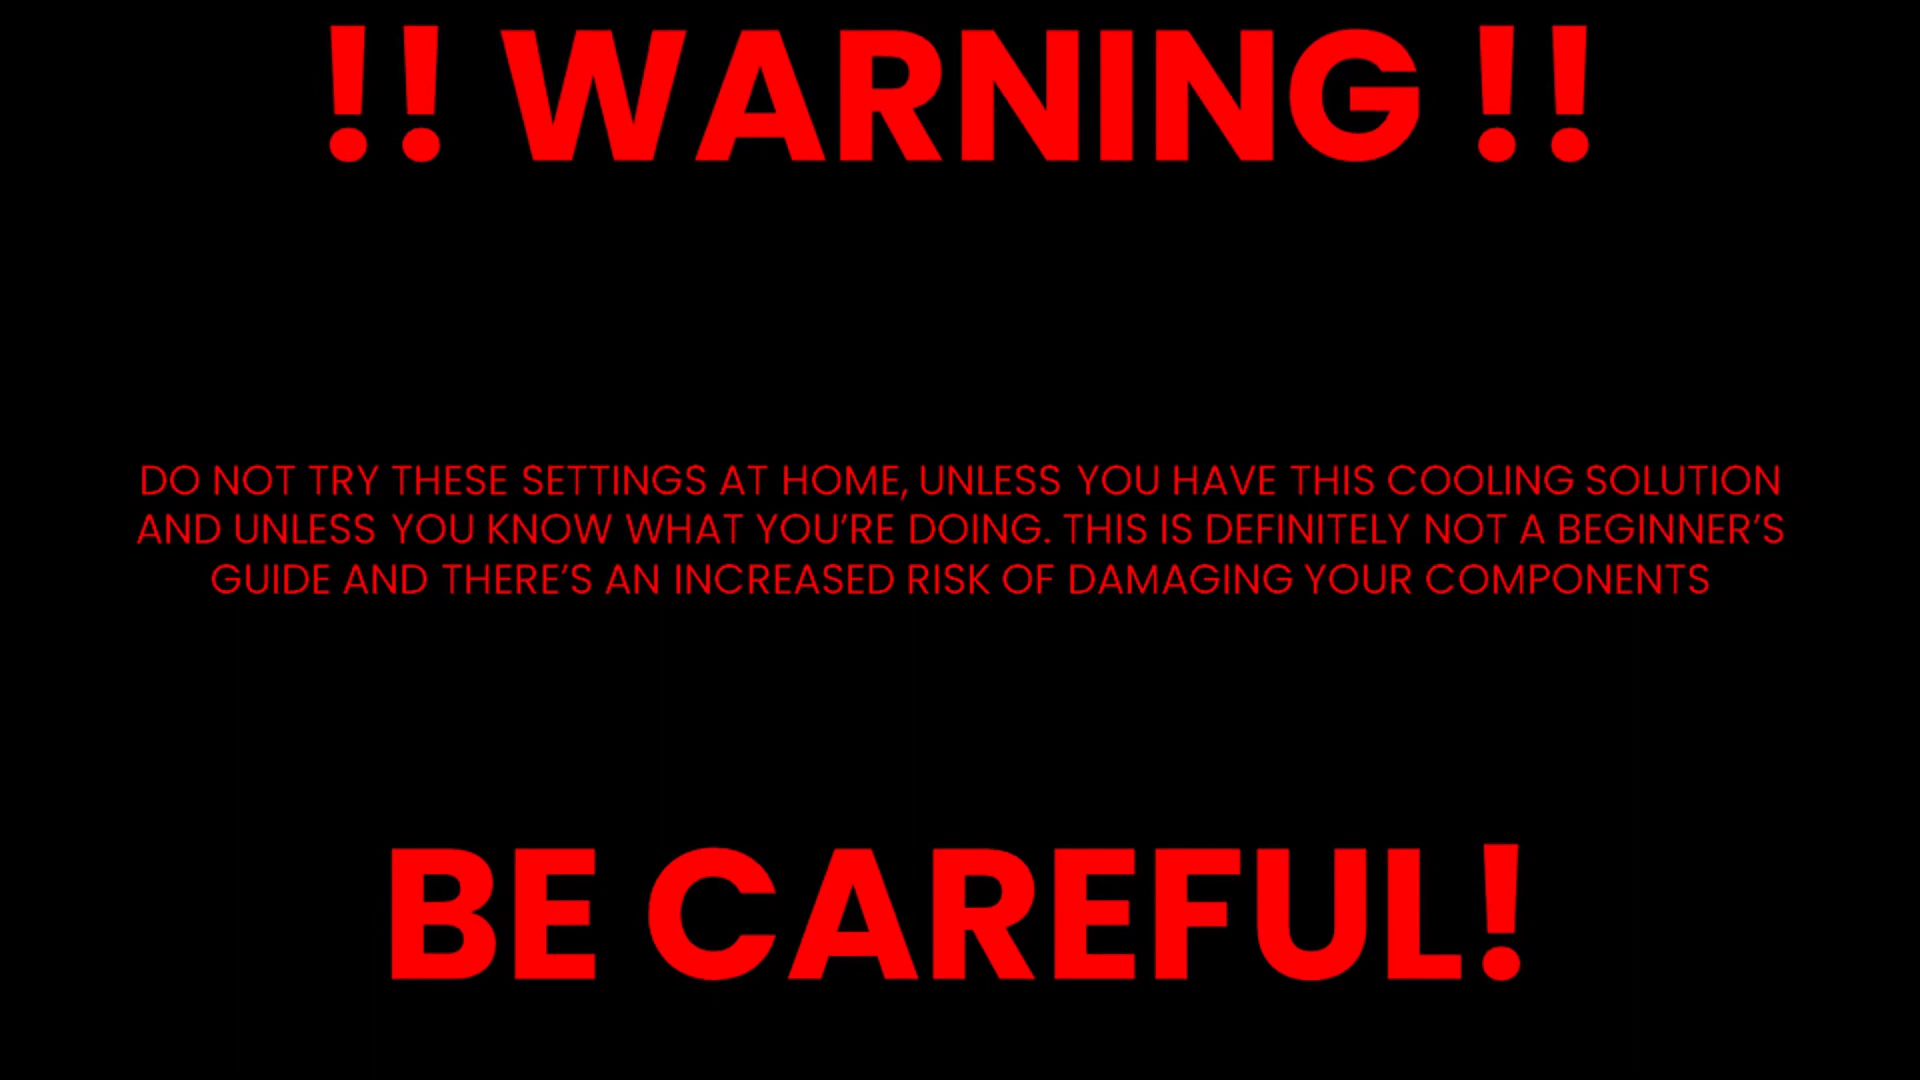 !! WARNING !!
DO NOT TRY THESE SETTINGS AT HOME, UNLESS YOU HAVE THIS COOLING SOLUTION
AND UNLESS YOU KNOW WHAT YOU’RE DOING. THIS IS DEFINITELY NOT A BEGINNER’S
GUIDE AND THERE’S AN INCREASED RISK OF DAMAGING YOUR COMPONENTS
BE CAREFUL!